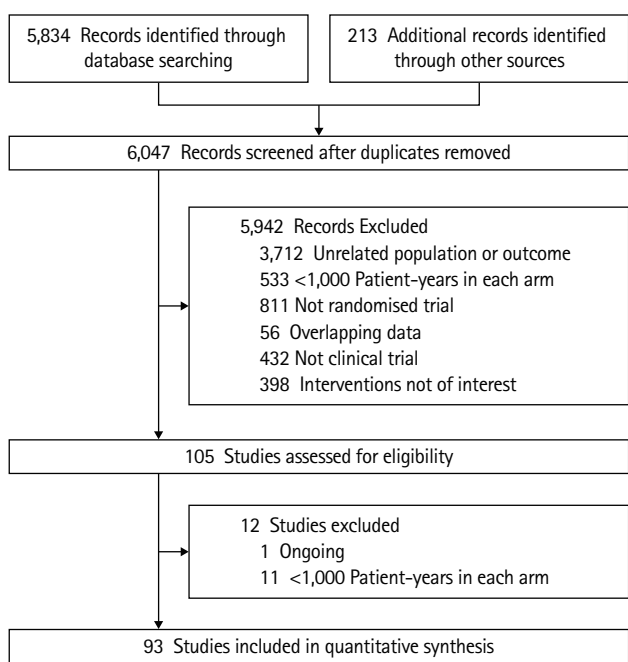 5,834 Records identified through
database searching
213 Additional records identified
through other sources
6,047 Records screened after duplicates removed
5,942 Records Excluded
3,712 Unrelated population or outcome
533 <1,000 Patient-years in each arm
811 Not randomised trial
56 Overlapping data
432 Not clinical trial
398 Interventions not of interest
105 Studies assessed for eligibility
12 Studies excluded
1 Ongoing
11 <1,000 Patient-years in each arm
93 Studies included in quantitative synthesis